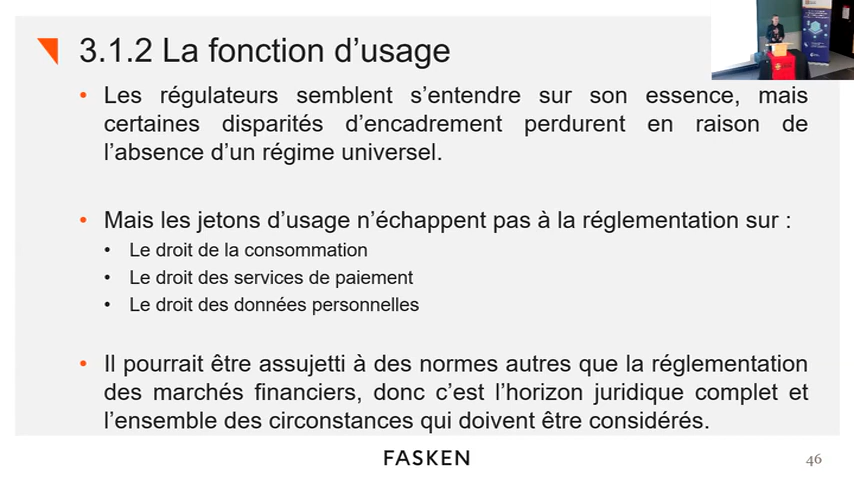 3.1.2 La fonction d’usage
• Les régulateurs semblent s’entendre sur son essence, mais
certaines disparités d’encadrement perdurent en raison de
l’absence d’un régime universel.
• Mais les jetons d’usage n’échappent pas à la réglementation sur :
• Le droit de la consommation
• Le droit des services de paiement
• Le droit des données personnelles
• Il pourrait être assujetti à des normes autres que la réglementation
des marchés financiers, donc c’est l’horizon juridique complet et
l’ensemble des circonstances qui doivent être considérés.
FASKEN
46